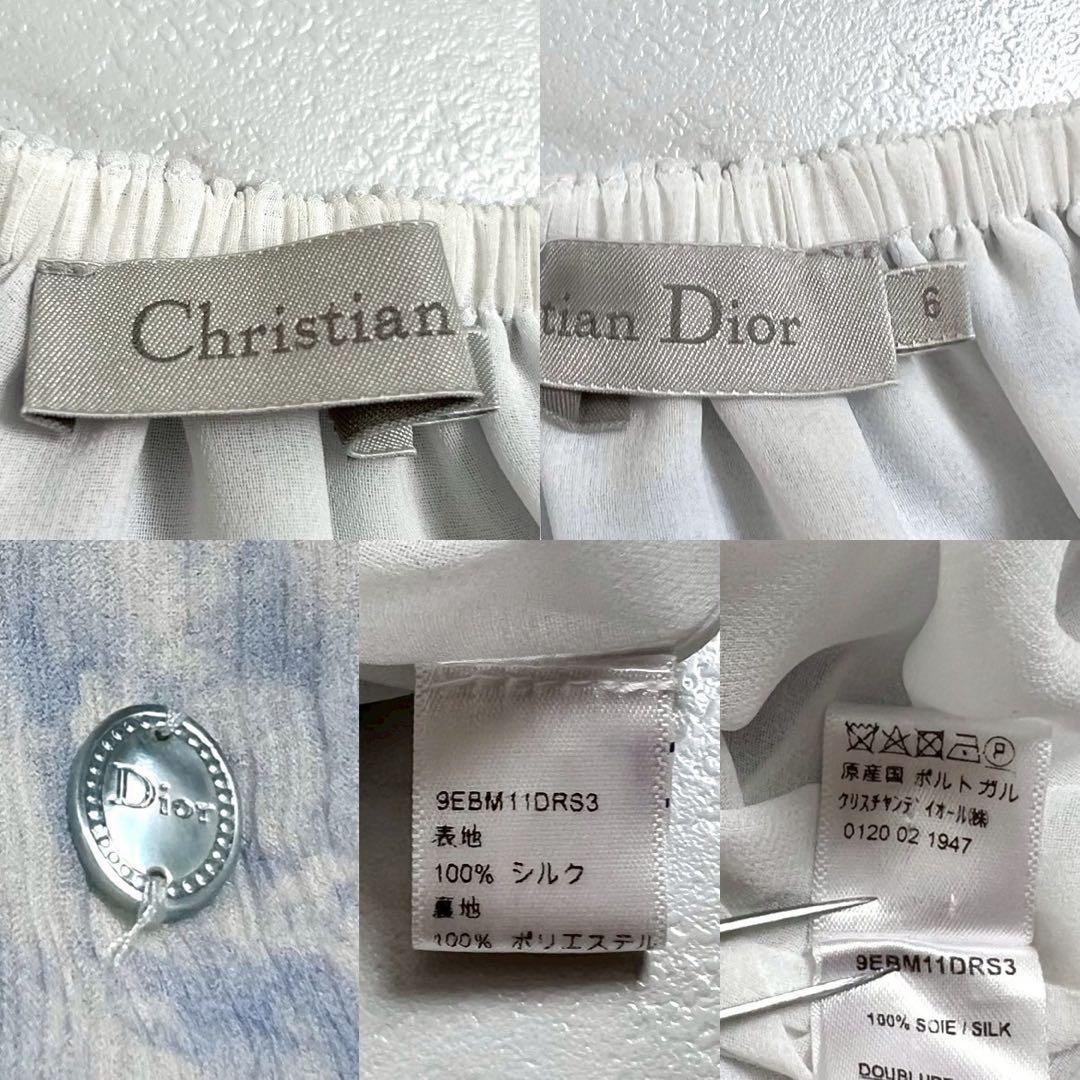 Christian
tian Dior
6
Dior
9EBM11DRS3
表地
100% シルク
裏地
100% ポリエステル
P
原産国 ポルトガル
クリスチャンディオール㈱
0120 02 1947
9EBM11DRS3
100% SOIE / SILK